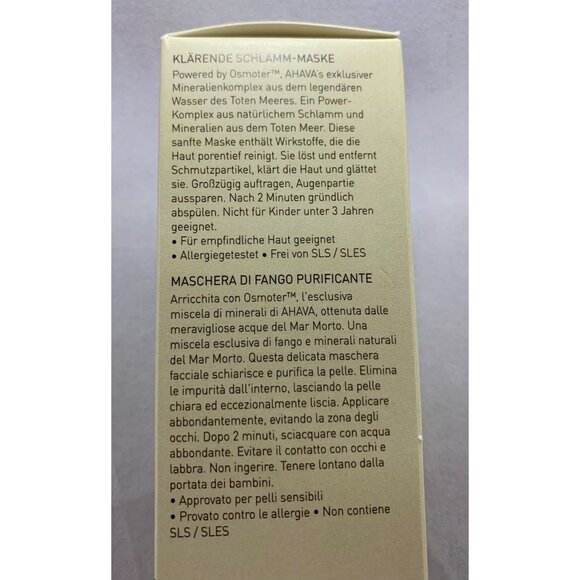 KLÄRENDE SCHLAMM-MASKE
Powered by Osmoter™, AHAVA's exklusiver
Mineralienkomplex aus dem legendären
Wasser des Toten Meeres. Ein Power-
Komplex aus natürlichem Schlamm und
Mineralien aus dem Toten Meer. Diese
sanfte Maske enthält Wirkstoffe, die die
Haut porentief reinigt. Sie löst und entfernt
Schmutzpartikel, klärt die Haut und glättet
sie. Großzügig auftragen, Augenpartie
aussparen. Nach 2 Minuten gründlich
abspülen. Nicht für Kinder unter 3 Jahren
geeignet.
• Für empfindliche Haut geeignet
• Allergiegetestet • Frei von SLS / SLES
MASCHERA DI FANGO PURIFICANTE
Arricchita con Osmoter™, l'esclusiva
miscela di minerali di AHAVA, ottenuta dalle
meravigliose acque del Mar Morto. Una
miscela esclusiva di fango e minerali naturali
del Mar Morto. Questa delicata maschera
facciale schiarisce e purifica la pelle. Elimina
le impurità dall'interno, lasciando la pelle
chiara ed eccezionalmente liscia. Applicare
abbondantemente, evitando la zona degli
occhi. Dopo 2 minuti, sciacquare con acqua
abbondante. Evitare il contatto con occhi e
labbra. Non ingerire. Tenere lontano dalla
portata dei bambini.
• Approvato per pelli sensibili
• Provato contro le allergie • Non contiene
SLS / SLES